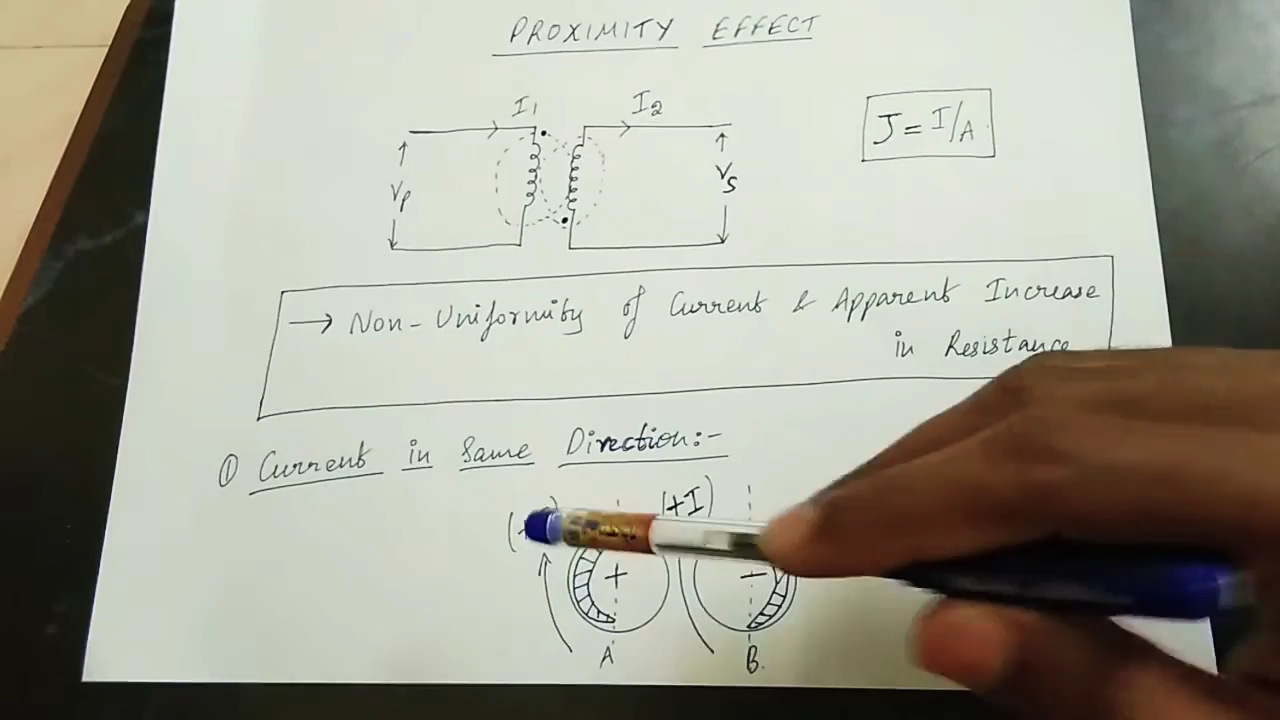 PROXIMITY EFFECT
I1 I2
J = I/A
VP VS
→ Non-Uniformity of Current & Apparent Increase
in Resistance
① Current in Same Direction:-
(+I)
+ +
A B.